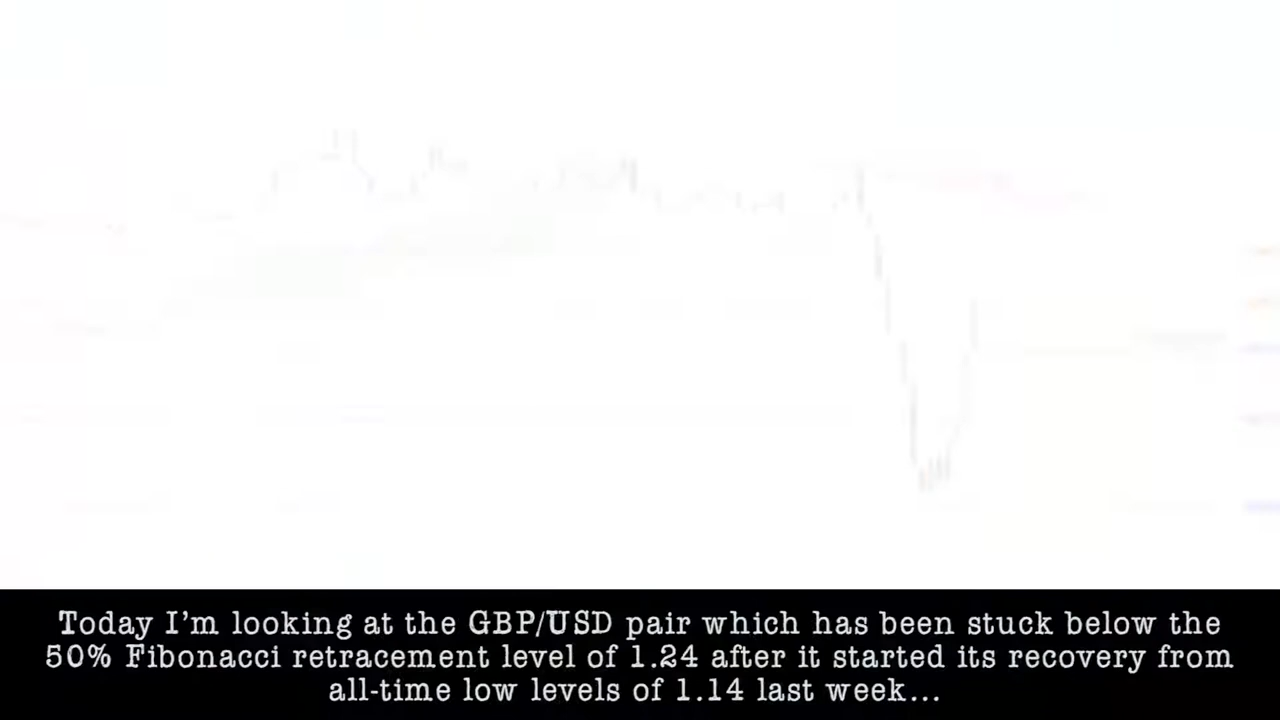 Today I'm looking at the GBP/USD pair which has been stuck below the
50% Fibonacci retracement level of 1.24 after it started its recovery from
all-time low levels of 1.14 last week...